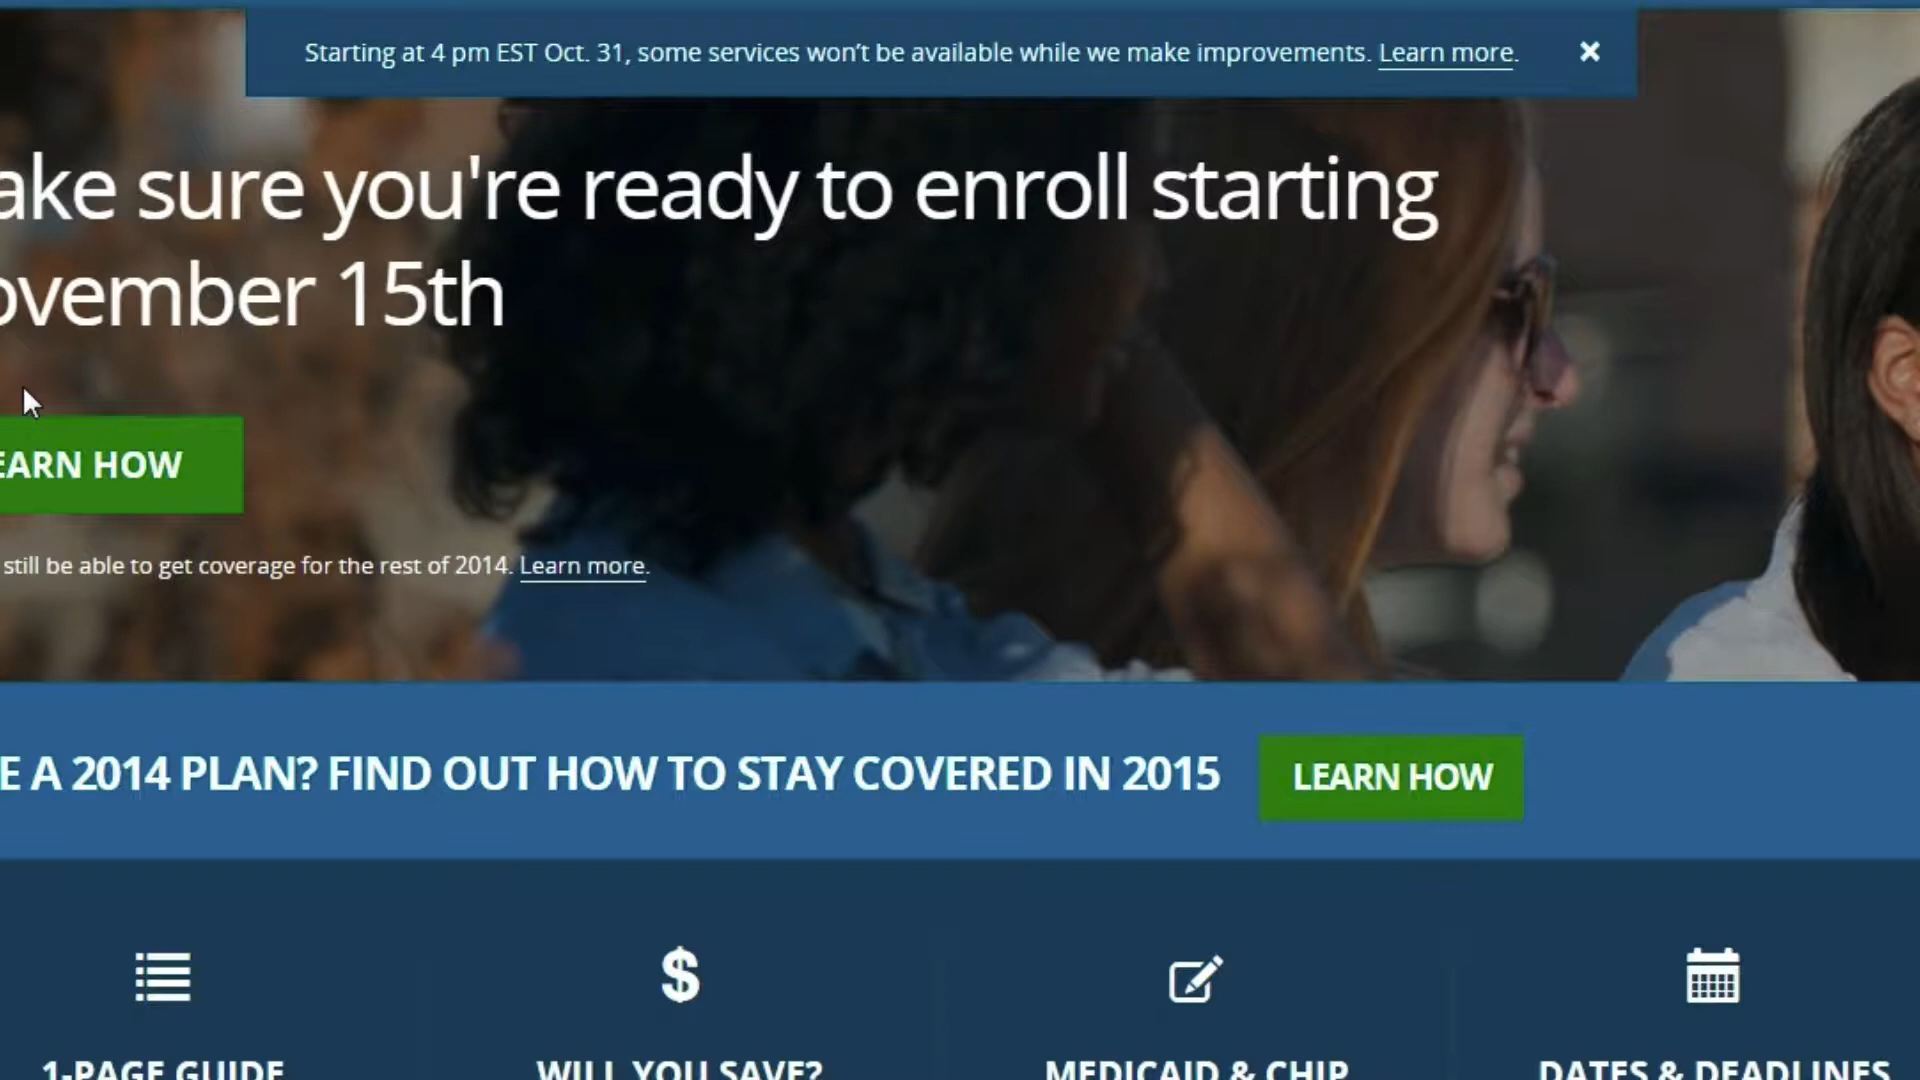 Starting at 4 pm EST Oct. 31, some services won't be available while we make improvements. Learn more.
ake sure you're ready to enroll starting
ovember 15th
EARN HOW
still be able to get coverage for the rest of 2014. Learn more.
E A 2014 PLAN? FIND OUT HOW TO STAY COVERED IN 2015
LEARN HOW
1-PAGE GUIDE
WILL YOU SAVE?
MEDICAID & CHIP
DATES & DEADLINES